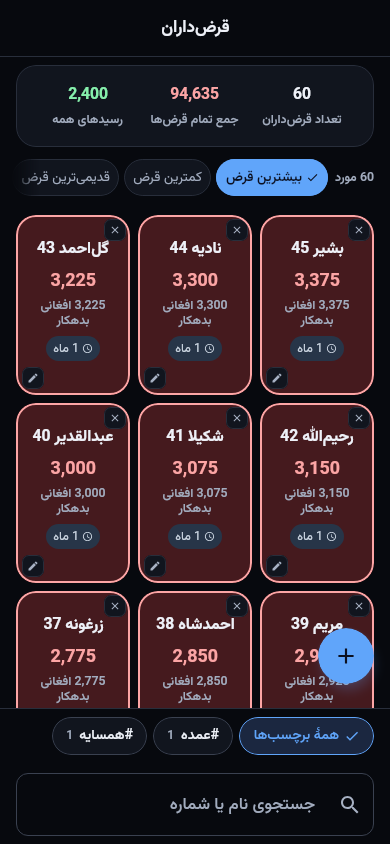 قرض‌داران
60
94,635
2,400
تعداد قرض‌داران
جمع تمام قرض‌ها
رسیدهای همه
60 مورد
بیشترین قرض
کمترین قرض
قدیمی‌ترین قرض
بشیر 45
3,375
3,375 افغانی
بدهکار
1 ماه
نادیه 44
3,300
3,300 افغانی
بدهکار
1 ماه
گل‌احمد 43
3,225
3,225 افغانی
بدهکار
1 ماه
رحیم‌الله 42
3,150
3,150 افغانی
بدهکار
1 ماه
شکیلا 41
3,075
3,075 افغانی
بدهکار
1 ماه
عبدالقدیر 40
3,000
3,000 افغانی
بدهکار
1 ماه
مریم 39
افغانی
بدهکار
احمدشاه 38
2,850
2,850 افغانی
بدهکار
زرغونه 37
2,775
2,775 افغانی
بدهکار
همهٔ برچسب‌ها
#عمده 1
#همسایه 1
جستجوی نام یا شماره